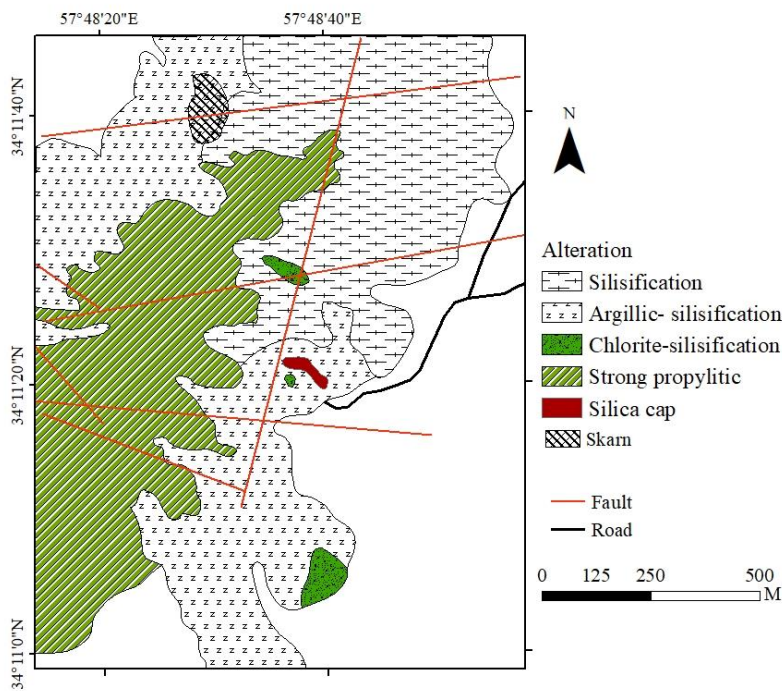 57°48'20"E
57°48'40"E
34°11'40"N
34°11'20"N
34°11'0"N
N
Alteration
Silisification
Argillic- silisification
Chlorite-silisification
Strong propylitic
Silica cap
Skarn
Fault
Road
0 125 250 500
M